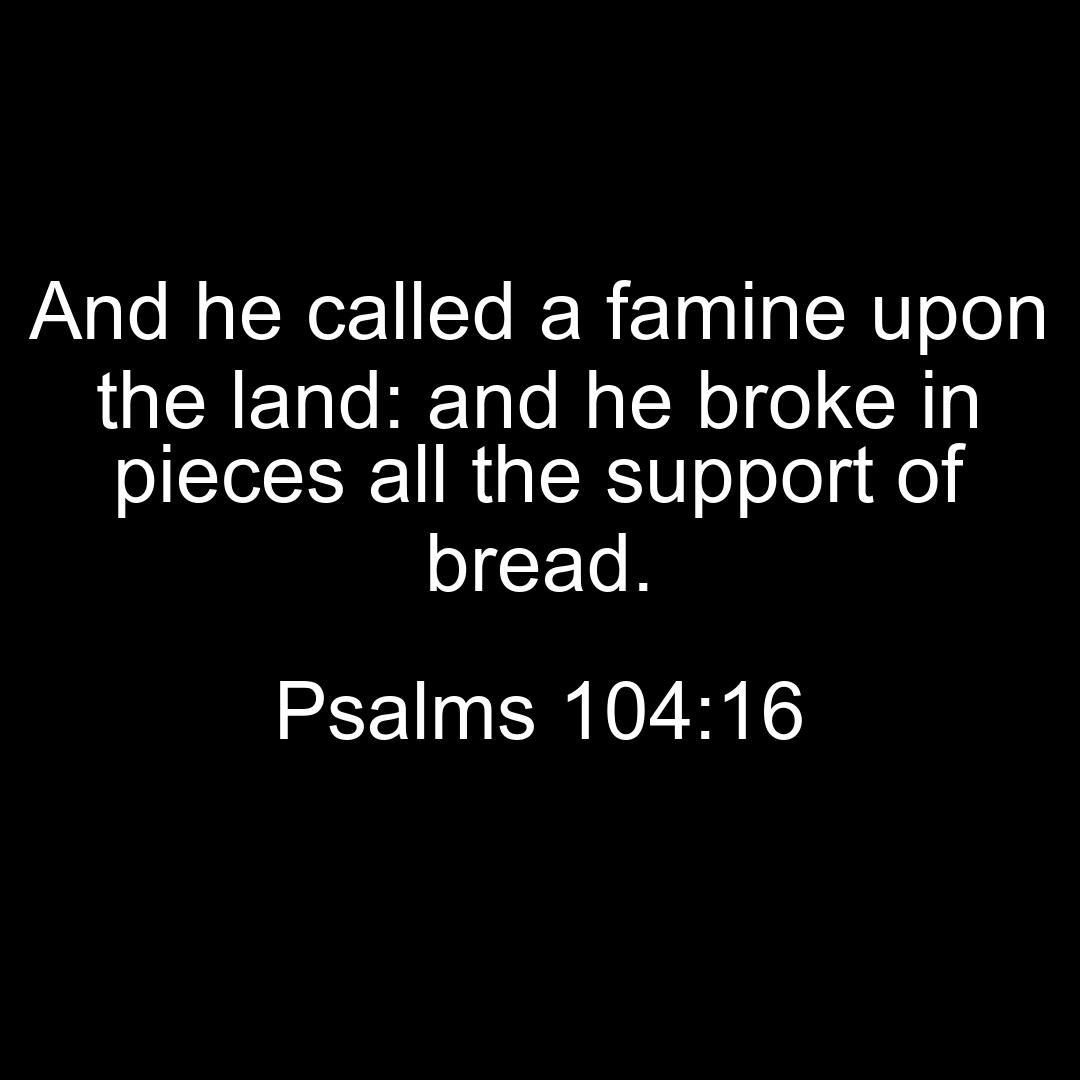 And he called a famine upon
the land: and he broke in
pieces all the support of
bread.
Psalms 104:16